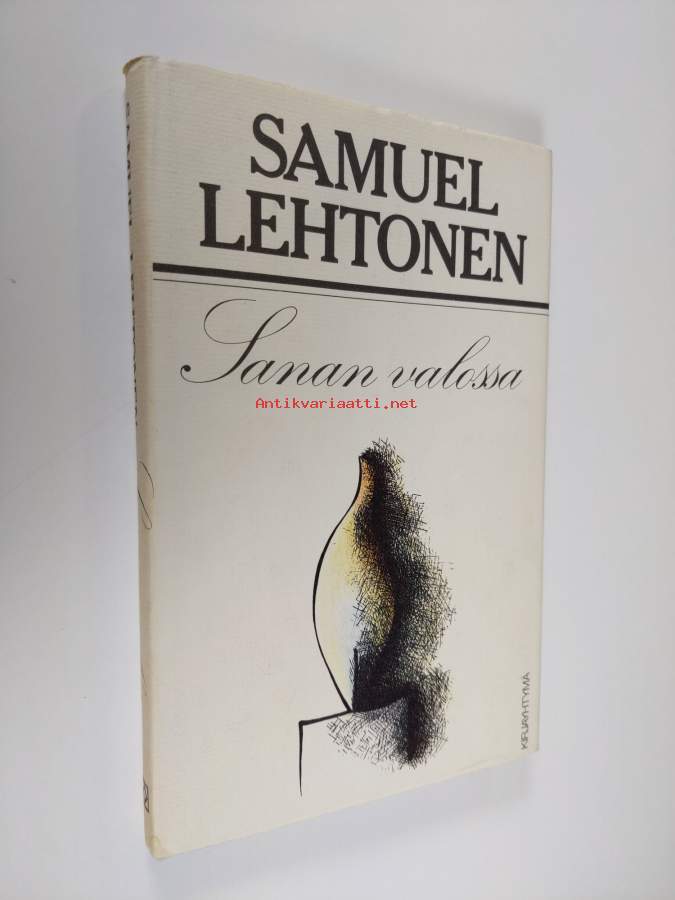 SAMUEL
LEHTONEN
Sanan valossa
Antikvariaatti.net
KIRJAYHTYMÄ